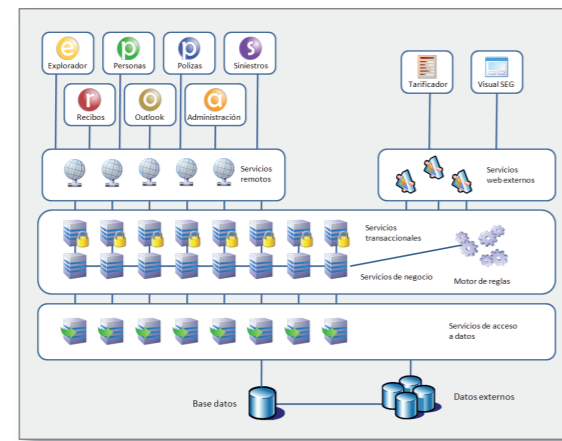 e
p
p
s
Explorador
Personas
Polizas
Siniestros
Tarificador
Visual SEG
r
o
a
Recibos
Outlook
Administración
Servicios
remotos
Servicios
web externos
Servicios
transaccionales
Servicios de negocio
Motor de reglas
Servicios de acceso
a datos
Base datos
Datos externos